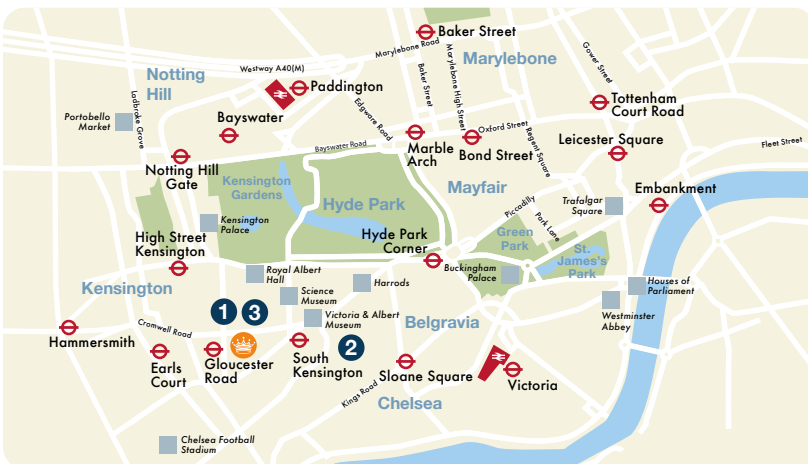 Baker Street
Marylebone Road
Marylebone
Gower Street
Westway A40(M)
Notting
Hill
Paddington
Baker Street
Marylebone High Street
Edgware Road
Ladbroke Grove
Portobello
Market
Bayswater
Tottenham
Court Road
Oxford Street
Regent Square
Leicester Square
Fleet Street
Bayswater Road
Marble
Arch
Bond Street
Notting Hill
Gate
Kensington
Gardens
Hyde Park
Mayfair
Embankment
Trafalgar
Square
Piccadilly
Park Lane
Kensington
Palace
High Street
Kensington
Hyde Park
Corner
Green
Park
St.
James's
Park
Buckingham
Palace
Royal Albert
Hall
Harrods
Science
Museum
Houses of
Parliament
Kensington
Victoria & Albert
Museum
Westminster
Abbey
1
3
Belgravia
Cromwell Road
Hammersmith
2
Earls
Court
Gloucester
Road
South
Kensington
Sloane Square
Victoria
Kings Road
Chelsea
Chelsea Football
Stadium